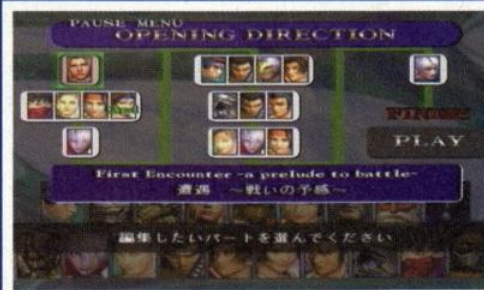 PAUSE MENU
OPENING DIRECTION
FINISH
PLAY
First Encounter -a prelude to battle-
遭遇 ～戦いの予感～
編集したいパートを選んでください